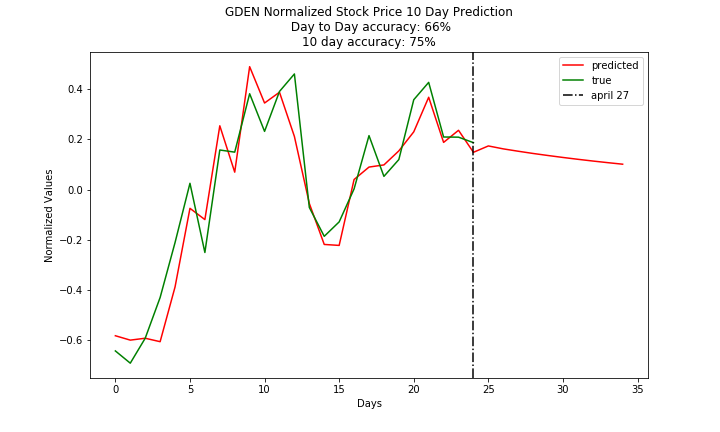 GDEN Normalized Stock Price 10 Day Prediction
Day to Day accuracy: 66%
10 day accuracy: 75%
predicted
true
april 27
0.4
0.2
0.0
−0.2
−0.4
−0.6
Normalized Values
0 5 10 15 20 25 30 35
Days